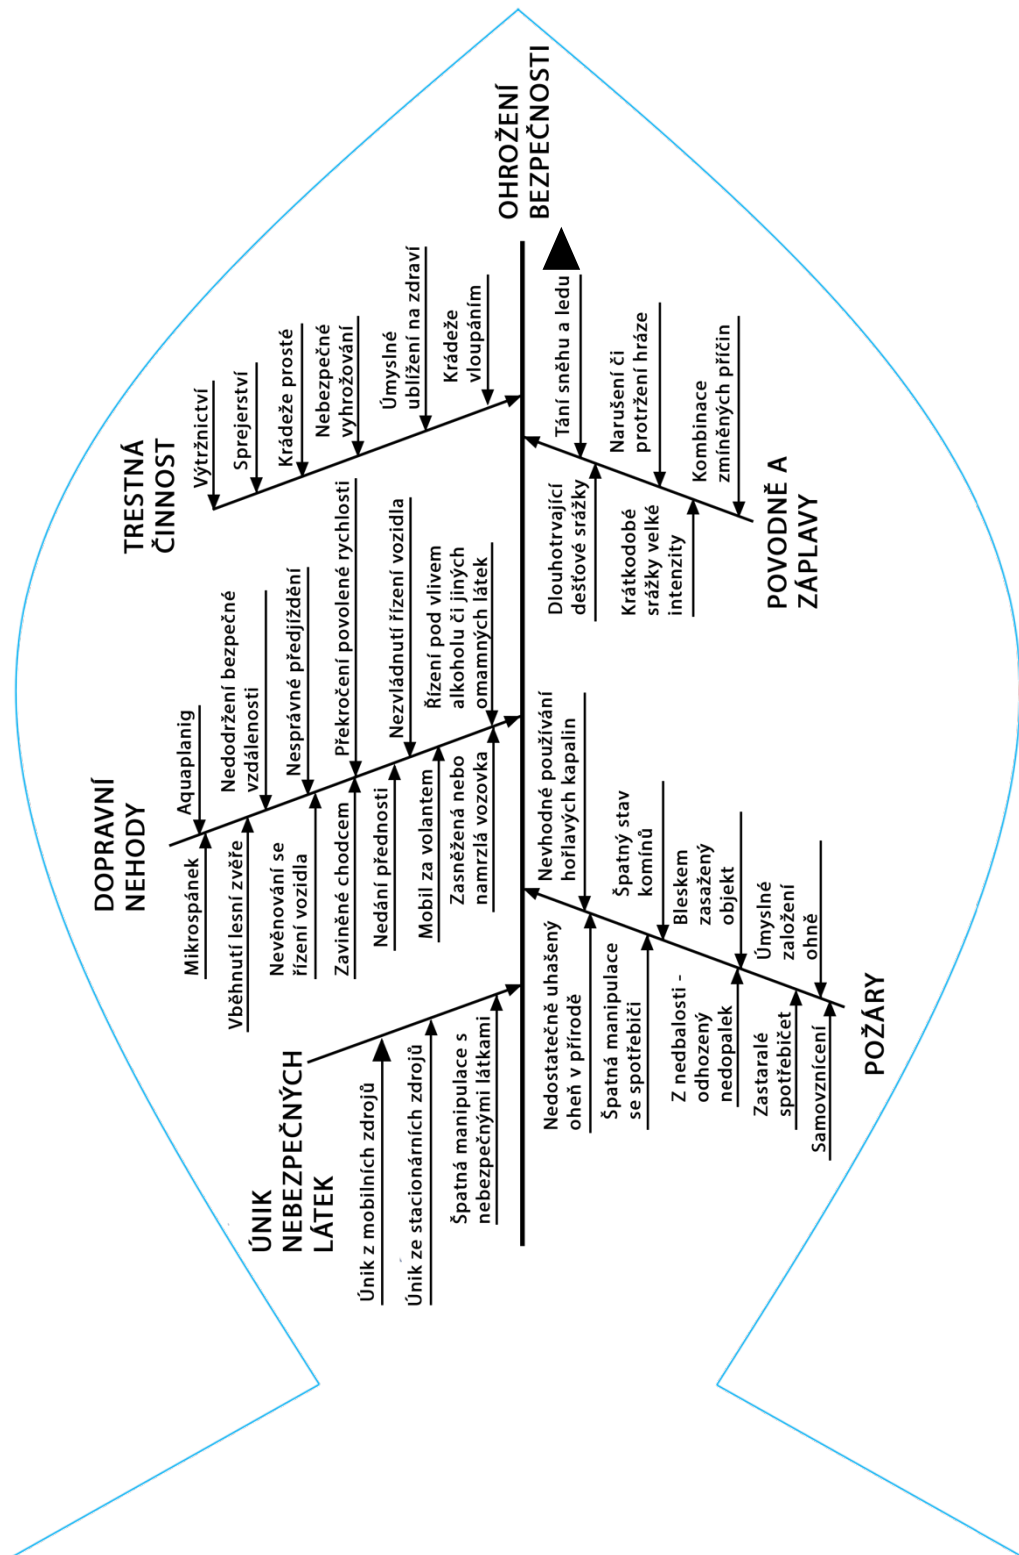 ÚNIK
NEBEZPEČNÝCH
LÁTEK
Únik z mobilních zdrojů
Únik ze stacionárních zdrojů
Špatná manipulace s
nebezpečnými látkami
DOPRAVNÍ
NEHODY
Mikrospánek
Aquaplanig
Vběhnutí lesní zvěře
Nedodržení bezpečné
vzdálenosti
Nevěnování se
řízení vozidla
Nesprávné předjíždění
Zaviněné chodcem
Překročení povolené rychlosti
Nedání přednosti
Nezvládnutí řízení vozidla
Mobil za volantem
Řízení pod vlivem
alkoholu či jiných
omamných látek
Zasněžená nebo
namrzlá vozovka
TRESTNÁ
ČINNOST
Výtržnictví
Sprejerství
Krádeže prosté
Nebezpečné
vyhrožování
Úmyslné
ublížení na zdraví
Krádeže
vloupáním
OHROŽENÍ
BEZPEČNOSTI
Nedostatečně uhašený
oheň v přírodě
Nevhodné používání
hořlavých kapalin
Špatná manipulace
se spotřebiči
Špatný stav
komínů
Z nedbalosti -
odhozený
nedopalek
Bleskem
zasažený
objekt
Zastaralé
spotřebičet
Úmyslné
založení
ohně
Samovznícení
POŽÁRY
Dlouhotrvající
dešťové srážky
Tání sněhu a ledu
Krátkodobé
srážky velké
intenzity
Narušení či
protržení hráze
Kombinace
zmíněných příčin
POVODNĚ A
ZÁPLAVY